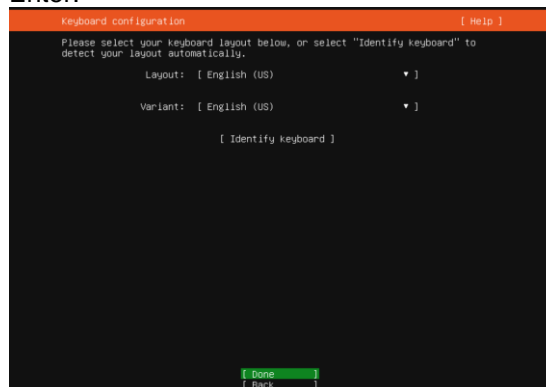 Enter.
Keyboard configuration [ Help ]
Please select your keyboard layout below, or select "Identify keyboard" to
detect your layout automatically.
Layout: [ English (US) ▾ ]
Variant: [ English (US) ▾ ]
[ Identify keyboard ]
[ Done ]
[ Back ]